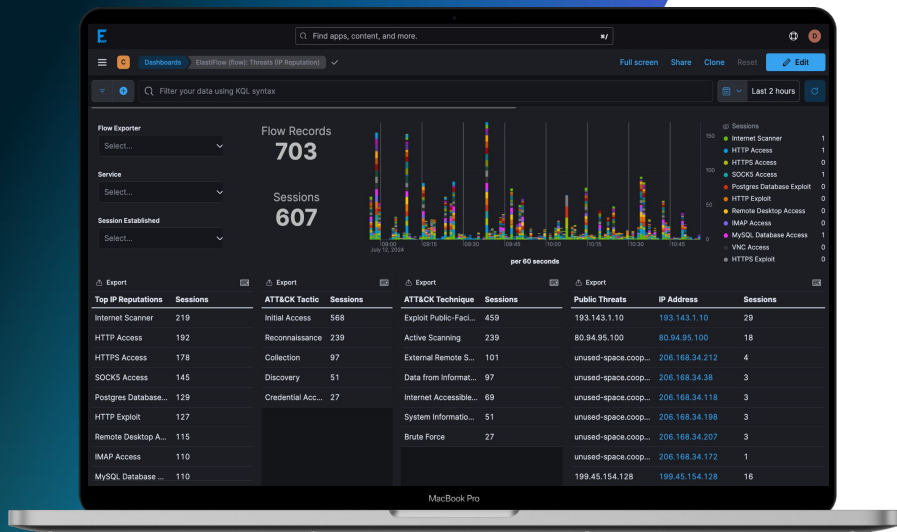 E
Find apps, content, and more.
⌘/
D
C
Dashboards
ElastiFlow (flow): Threats (IP Reputation)
Full screen Share Clone Reset Edit
Filter your data using KQL syntax
Last 2 hours
Flow Exporter
Select...
Service
Select...
Session Established
Select...
Flow Records
703
Sessions
607
150
100
50
0
09:00 09:15 09:30 09:45 10:00 10:15 10:30 10:45
July 12, 2024
per 60 seconds
Sessions
Internet Scanner 1
HTTP Access 1
HTTPS Access 0
SOCK5 Access 1
Postgres Database Exploit 0
HTTP Exploit 0
Remote Desktop Access 0
IMAP Access 0
MySQL Database Access 1
VNC Access 0
HTTPS Exploit 0
Export
Top IP Reputations Sessions
Internet Scanner 219
HTTP Access 192
HTTPS Access 178
SOCK5 Access 145
Postgres Database... 129
HTTP Exploit 127
Remote Desktop A... 115
IMAP Access 110
MySQL Database ... 110
Export
ATT&CK Tactic Sessions
Initial Access 568
Reconnaissance 239
Collection 97
Discovery 51
Credential Acc... 27
Export
ATT&CK Technique Sessions
Exploit Public-Faci... 459
Active Scanning 239
External Remote S... 101
Data from Informat... 97
Internet Accessible... 69
System Informatio... 51
Brute Force 27
Export
Public Threats IP Address Sessions
193.143.1.10 193.143.1.10 29
80.94.95.100 80.94.95.100 18
unused-space.coop... 206.168.34.212 4
unused-space.coop... 206.168.34.38 3
unused-space.coop... 206.168.34.118 3
unused-space.coop... 206.168.34.198 3
unused-space.coop... 206.168.34.207 3
unused-space.coop... 206.168.34.172 1
199.45.154.128 199.45.154.128 16
MacBook Pro